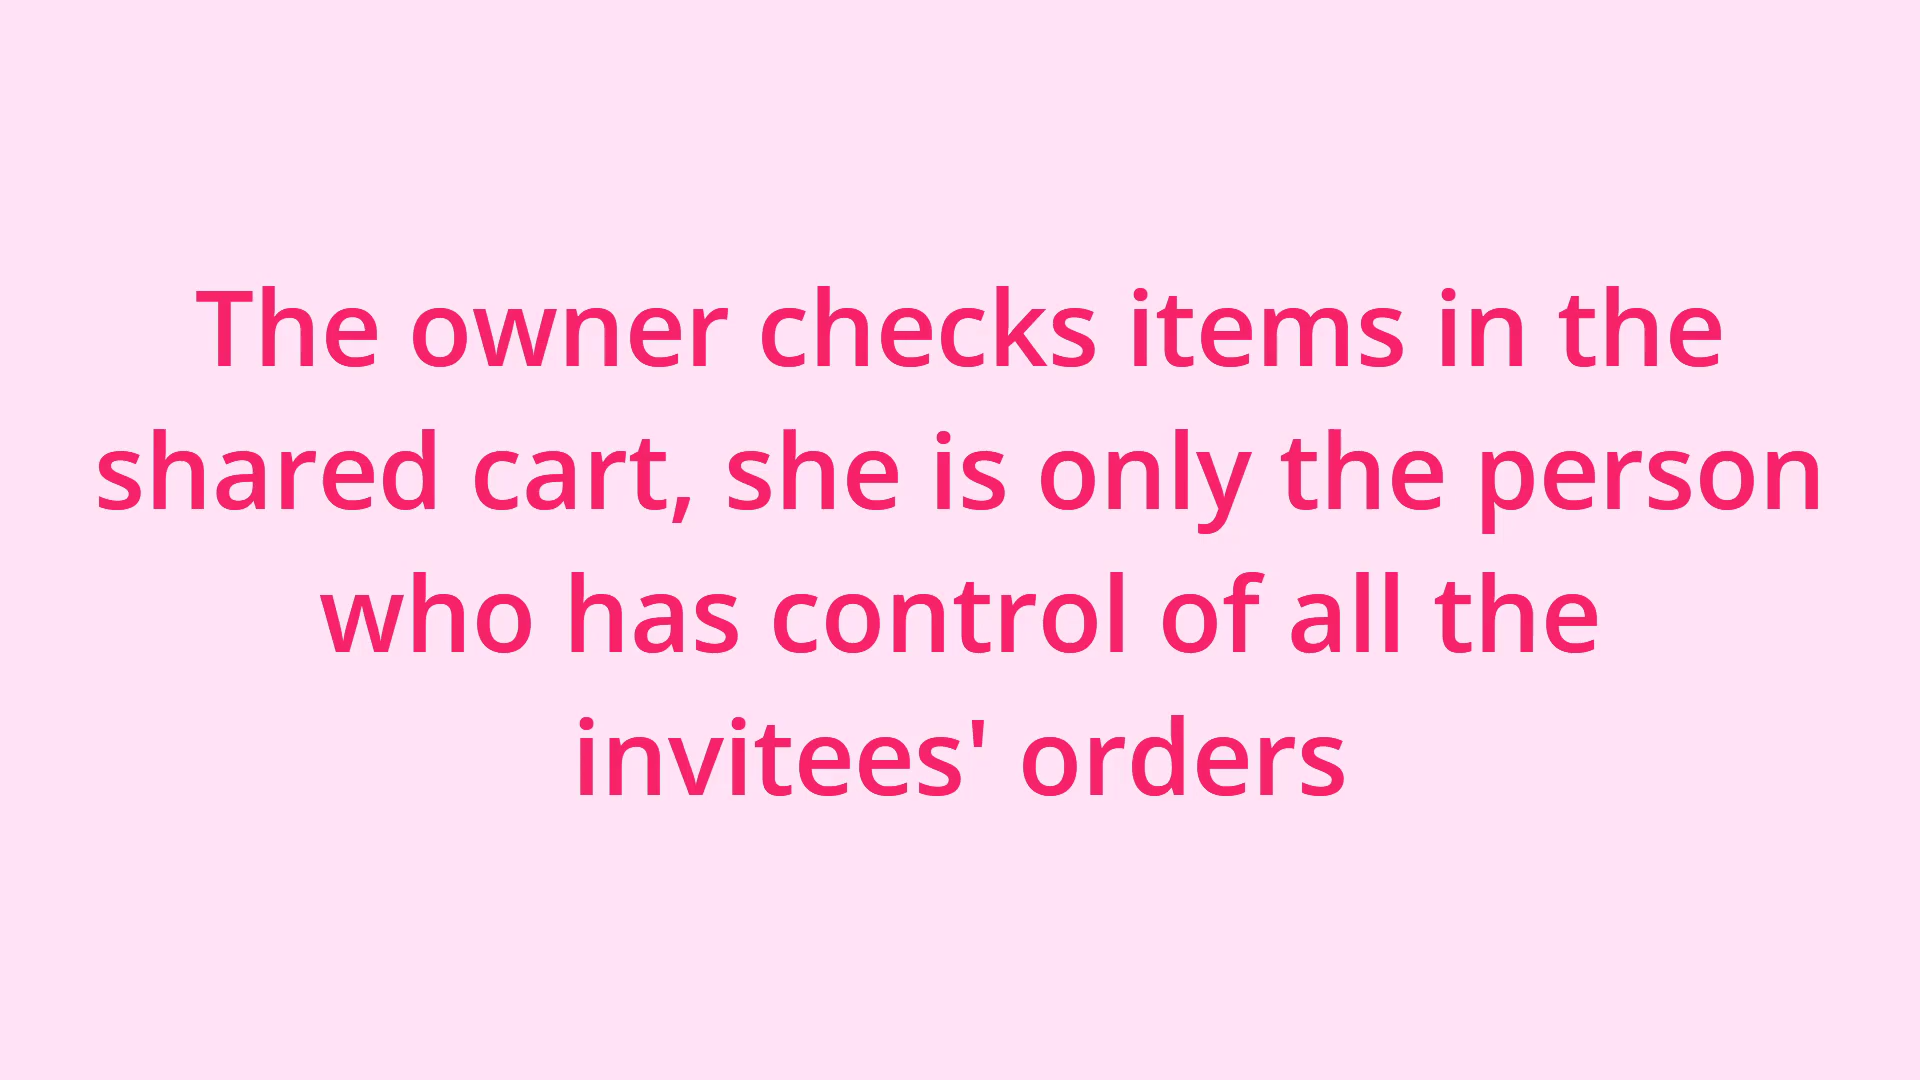 The owner checks items in the
shared cart, she is only the person
who has control of all the
invitees' orders